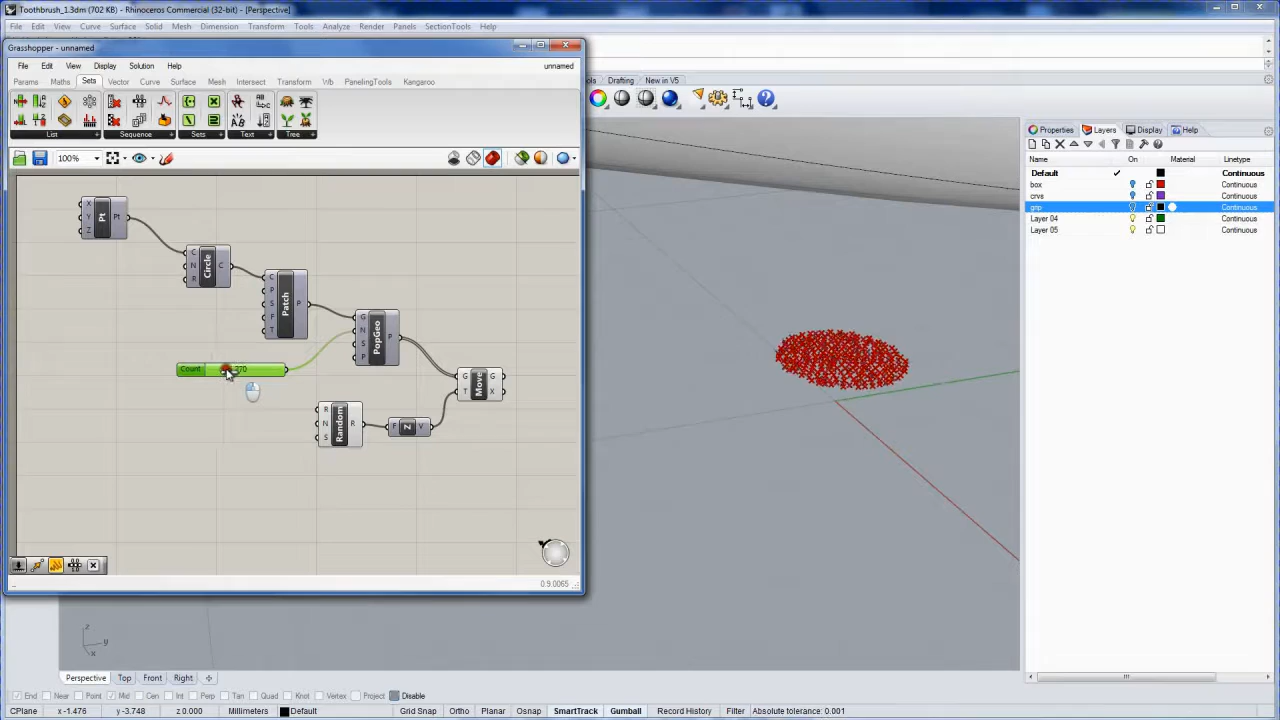 Toothbrush_1.3dm (702 KB) - Rhinoceros Commercial (32-bit) - [Perspective]
File Edit View Curve Surface Solid Mesh Dimension Transform Tools Analyze Render Panels SectionTools Help
Grasshopper - unnamed
File Edit View Display Solution Help unnamed
Params Maths Sets Vector Curve Surface Mesh Intersect Transform Wb PanelingTools Kangaroo
Drafting New in V5
List Sequence Sets Text Tree
100%
Properties Layers Display Help
Name On Material Linetype
Default Continuous
box Continuous
crvs Continuous
grip Continuous
Layer 04 Continuous
Layer 05 Continuous
X Y Z Pt Pt
C N R Circle C
C P S F T Patch P
G N S P PopGeo P
Count 270
G T Move G X
R N S Random R
F Z V
0.9.0065
z y x
Perspective Top Front Right
End Near Point Mid Cen Int Perp Tan Quad Knot Vertex Project Disable
CPlane x -1.476 y -3.748 z 0.000 Millimeters Default Grid Snap Ortho Planar Osnap SmartTrack Gumball Record History Filter Absolute tolerance: 0.001